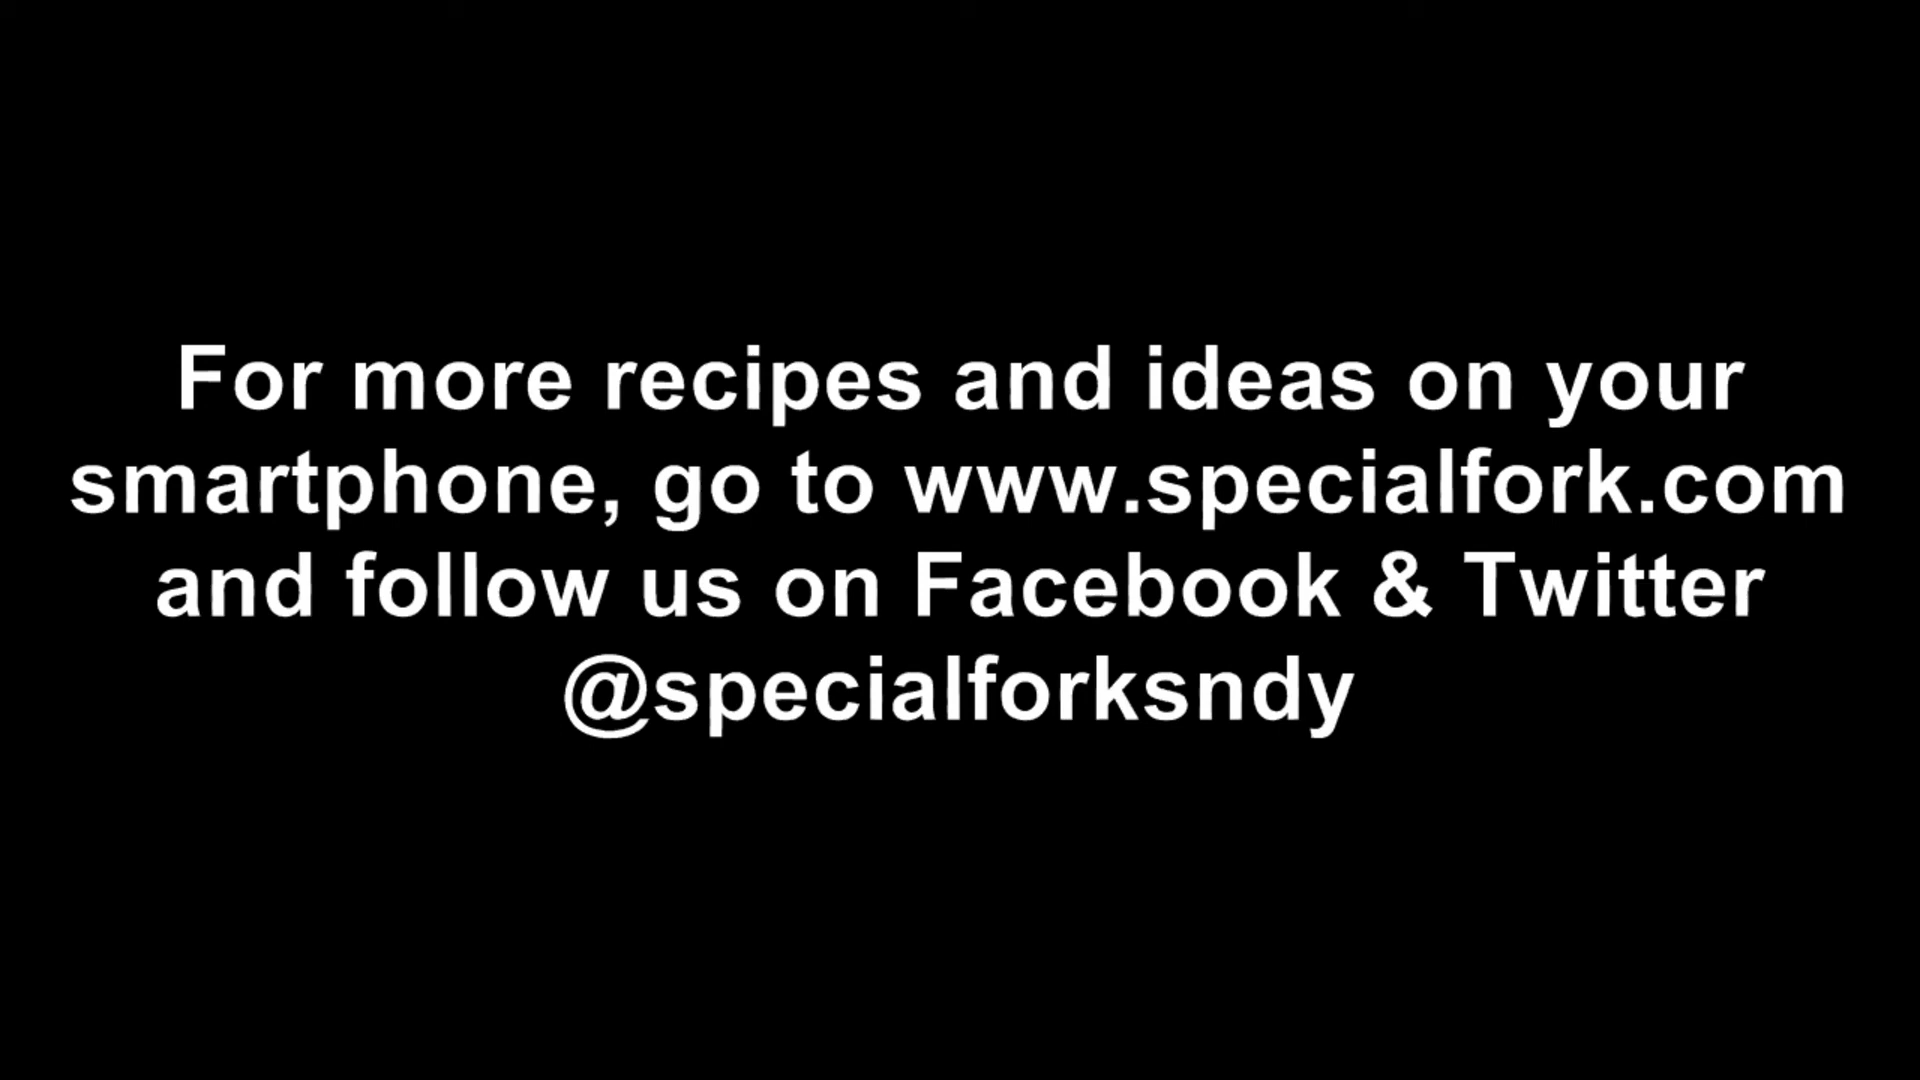 For more recipes and ideas on your
smartphone, go to www.specialfork.com
and follow us on Facebook & Twitter
@specialforksndy